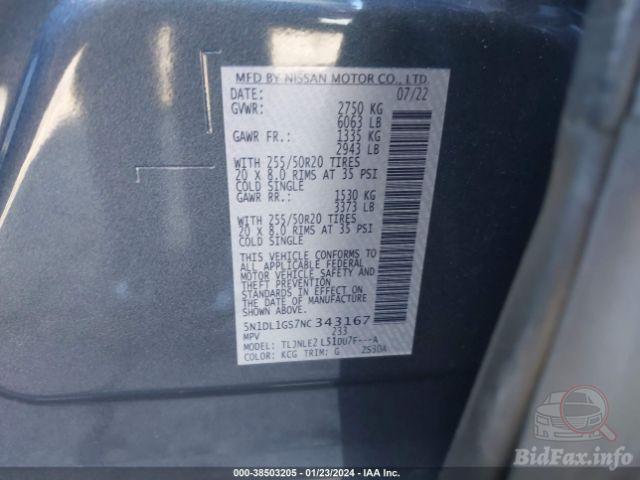 MFD BY NISSAN MOTOR CO., LTD.
DATE: 07/22
GVWR: 2750 KG
6063 LB
GAWR FR.: 1335 KG
2943 LB
WITH 255/50R20 TIRES
20 X 8.0 RIMS AT 35 PSI
COLD SINGLE
GAWR RR.: 1530 KG
3373 LB
WITH 255/50R20 TIRES
20 X 8.0 RIMS AT 35 PSI
COLD SINGLE
THIS VEHICLE CONFORMS TO
ALL APPLICABLE FEDERAL
MOTOR VEHICLE SAFETY AND
THEFT PREVENTION
STANDARDS IN EFFECT ON
THE DATE OF MANUFACTURE
SHOWN ABOVE.
5N1DL1GS7NC343167
MPV 233
MODEL: TLJNLE2 L51DU7F---A
COLOR: KCG TRIM: G 2S3DA
000-38503205 - 01/23/2024 - IAA Inc.
BidFax.info